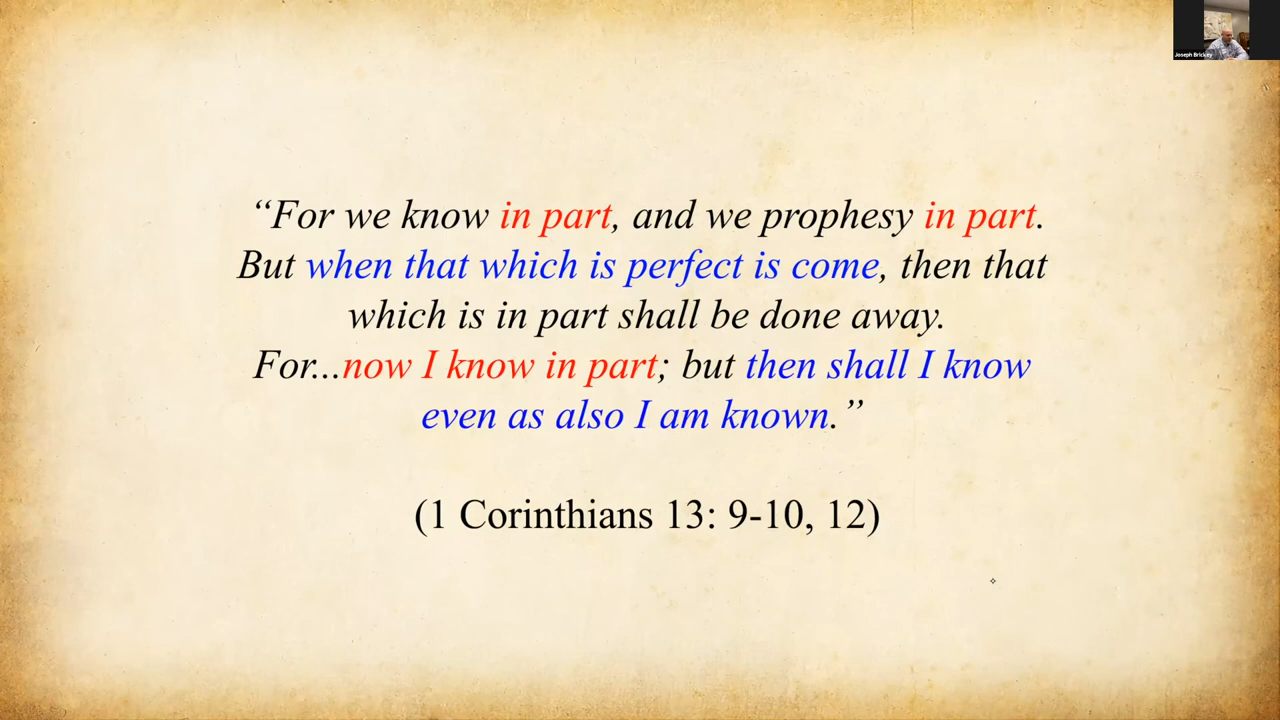 Joseph Brickey
“For we know in part, and we prophesy in part.
But when that which is perfect is come, then that
which is in part shall be done away.
For...now I know in part; but then shall I know
even as also I am known.”
(1 Corinthians 13: 9-10, 12)